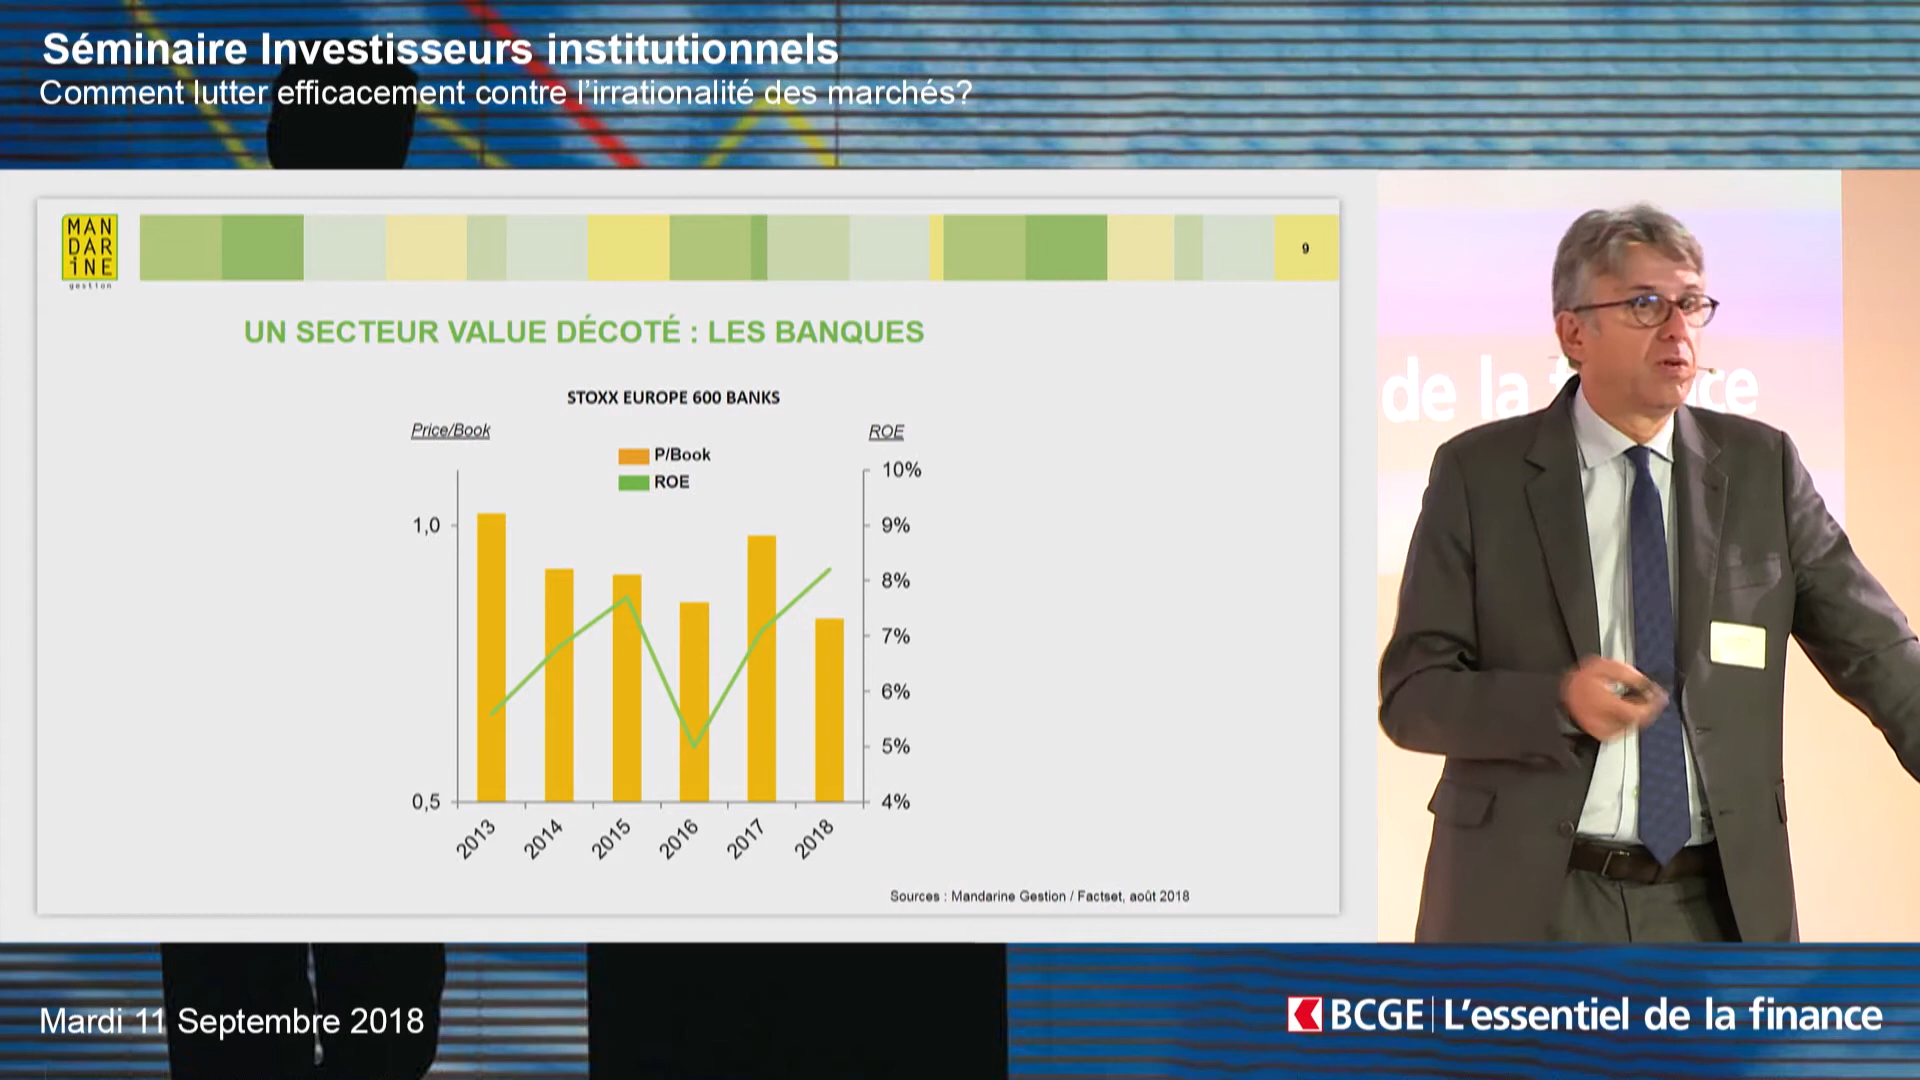 Séminaire Investisseurs institutionnels
Comment lutter efficacement contre l'irrationalité des marchés?
MAN
DAR
iNE
gestion
9
UN SECTEUR VALUE DÉCOTÉ : LES BANQUES
STOXX EUROPE 600 BANKS
Price/Book
ROE
P/Book
ROE
1,0
0,5
10%
9%
8%
7%
6%
5%
4%
2013
2014
2015
2016
2017
2018
Sources : Mandarine Gestion / Factset, août 2018
de la
ce
Mardi 11 Septembre 2018
BCGE | L'essentiel de la finance